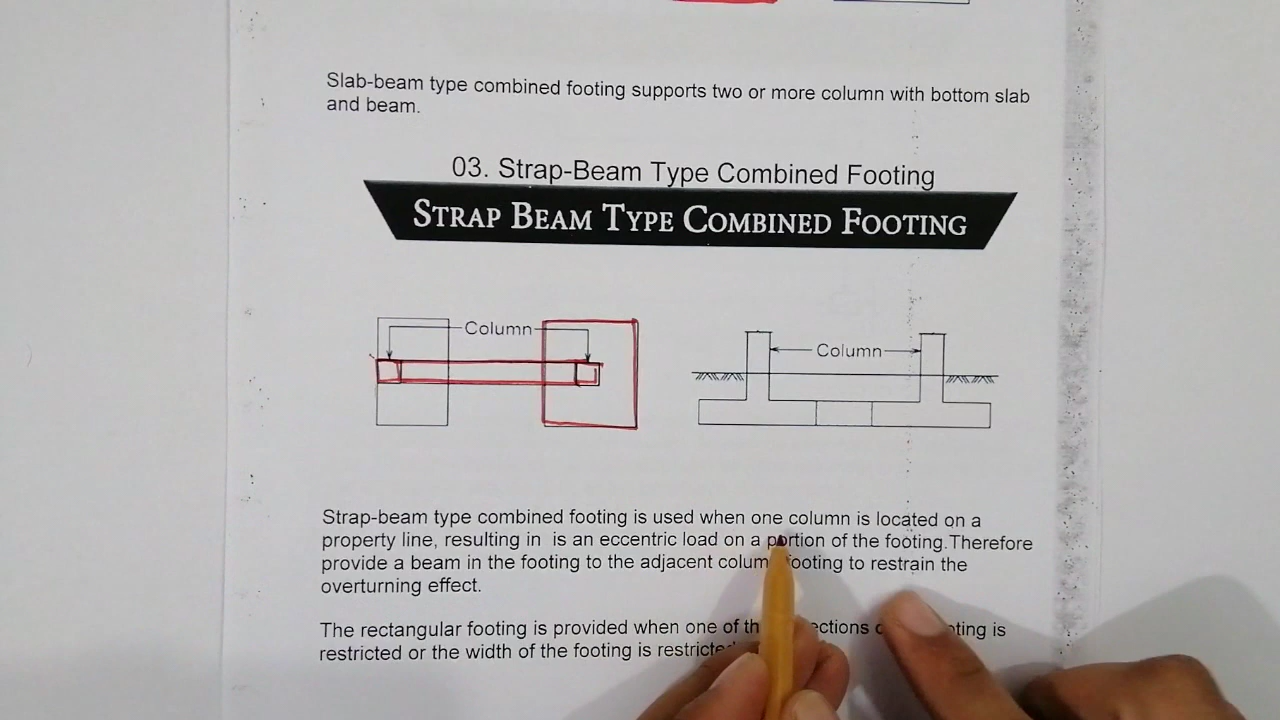 Slab-beam type combined footing supports two or more column with bottom slab
and beam.
03. Strap-Beam Type Combined Footing
STRAP BEAM TYPE COMBINED FOOTING
Column
Column
Strap-beam type combined footing is used when one column is located on a
property line, resulting in is an eccentric load on a portion of the footing.Therefore
provide a beam in the footing to the adjacent colum footing to restrain the
overturning effect.
The rectangular footing is provided when one of is
restricted or the width of the footing is